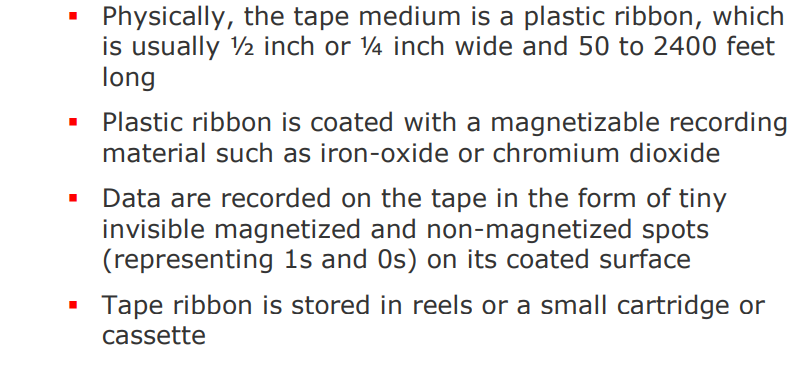 ▪ Physically, the tape medium is a plastic ribbon, which
is usually ½ inch or ¼ inch wide and 50 to 2400 feet
long
▪ Plastic ribbon is coated with a magnetizable recording
material such as iron-oxide or chromium dioxide
▪ Data are recorded on the tape in the form of tiny
invisible magnetized and non-magnetized spots
(representing 1s and 0s) on its coated surface
▪ Tape ribbon is stored in reels or a small cartridge or
cassette